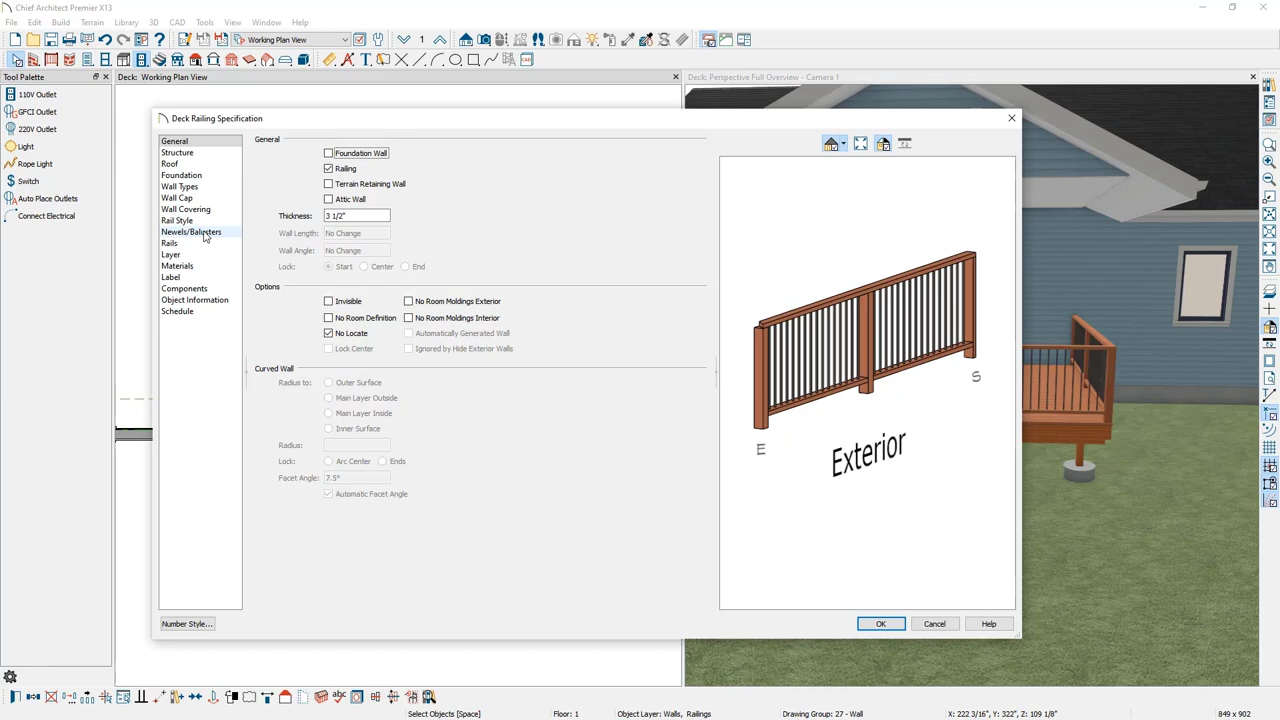 Chief Architect Premier X13
File Edit Build Terrain Library 3D CAD Tools View Window Help
Working Plan View 1
Tool Palette
Deck: Working Plan View
Deck: Perspective Full Overview - Camera 1
110V Outlet
GFCI Outlet
220V Outlet
Light
Rope Light
Switch
Auto Place Outlets
Connect Electrical
Deck Railing Specification
General
Structure
Roof
Foundation
Wall Types
Wall Cap
Wall Covering
Rail Style
Newels/Balusters
Rails
Layer
Materials
Label
Components
Object Information
Schedule
General
Foundation Wall
Railing
Terrain Retaining Wall
Attic Wall
Thickness: 3 1/2"
Wall Length: No Change
Wall Angle: No Change
Lock: Start Center End
Options
Invisible No Room Moldings Exterior
No Room Definition No Room Moldings Interior
No Locate Automatically Generated Wall
Lock Center Ignored by Hide Exterior Walls
Curved Wall
Radius to: Outer Surface
Main Layer Outside
Main Layer Inside
Inner Surface
Radius:
Lock: Arc Center Ends
Facet Angle: 7.5°
Automatic Facet Angle
S
E
Exterior
Number Style... OK Cancel Help
Select Objects [Space] Floor: 1 Object Layer: Walls, Railings Drawing Group: 27 - Wall X: 222 3/16", Y: 322", Z: 109 1/8" 849 x 902